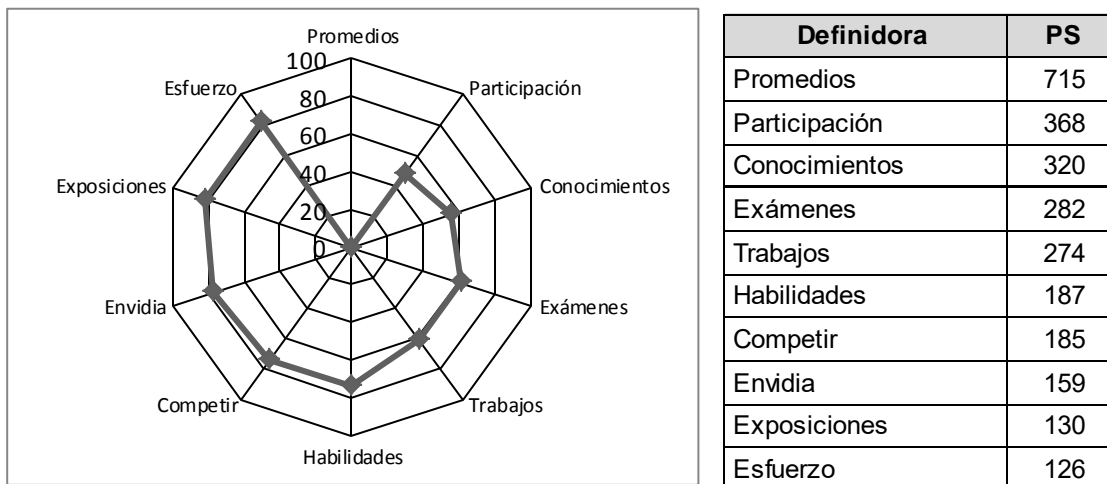 Promedios
100
Esfuerzo
80
Participación
60
Exposiciones
40
Conocimientos
20
0
Envidia
Exámenes
Competir
Trabajos
Habilidades
Definidora PS
Promedios 715
Participación 368
Conocimientos 320
Exámenes 282
Trabajos 274
Habilidades 187
Competir 185
Envidia 159
Exposiciones 130
Esfuerzo 126